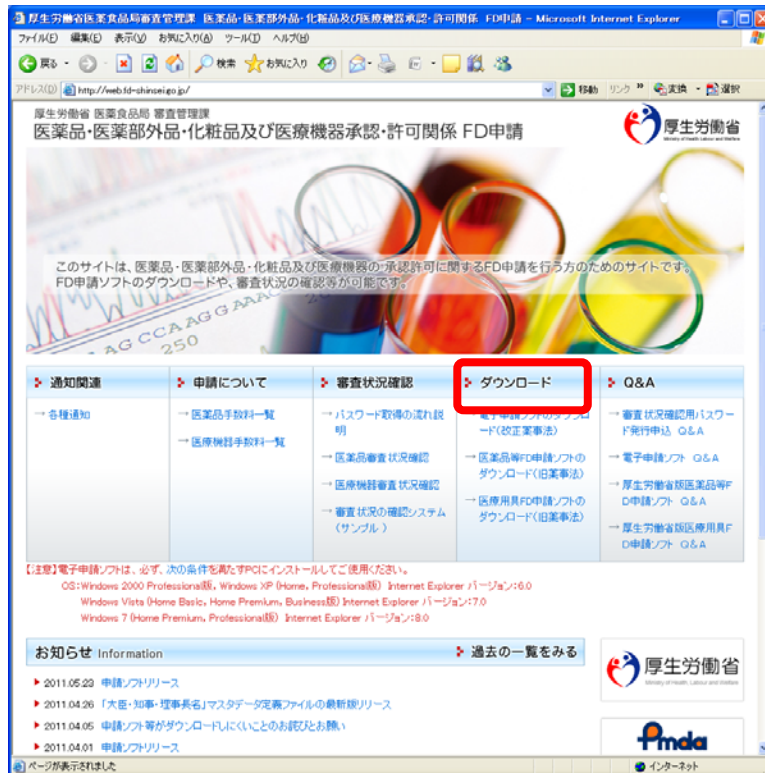 厚生労働省医薬食品局審査管理課 医薬品・医薬部外品・化粧品及び医療機器承認・許可関係 FD申請 - Microsoft Internet Explorer
ファイル(F) 編集(E) 表示(V) お気に入り(A) ツール(T) ヘルプ(H)
戻る 検索 お気に入り
アドレス(D) http://web.fd-shinsei.go.jp/ 移動 リンク » 変換 選択
厚生労働省 医薬食品局 審査管理課
医薬品・医薬部外品・化粧品及び医療機器承認・許可関係 FD申請
厚生労働省
Ministry of Health, Labour and Welfare
このサイトは、医薬品・医薬部外品・化粧品及び医療機器の承認許可に関するFD申請を行う方のためのサイトです。
FD申請ソフトのダウンロードや、審査状況の確認等が可能です。
AGCCAAGGAAAC
250
通知関連 申請について 審査状況確認 ダウンロード Q&A
→各種通知
→医薬品手数料一覧
→医療機器手数料一覧
→パスワード取得の流れ説明
→医薬品審査状況確認
→医療機器審査状況確認
→審査状況の確認システム(サンプル)
→電子申請ソフトのダウンロード(改正薬事法)
→医薬品等FD申請ソフトのダウンロード(旧薬事法)
→医療用具FD申請ソフトのダウンロード(旧薬事法)
→審査状況確認用パスワード発行申込 Q&A
→電子申請ソフト Q&A
→厚生労働省版医薬品等FD申請ソフト Q&A
→厚生労働省版医療用具FD申請ソフト Q&A
【注意】電子申請ソフトは、必ず、次の条件を満たすPCにインストールしてご使用ください。
OS:Windows 2000 Professional版, Windows XP (Home, Professional版) Internet Explorer バージョン:6.0
Windows Vista (Home Basic, Home Premium, Business版) Internet Explorer バージョン:7.0
Windows 7 (Home Premium, Professional版) Internet Explorer バージョン:8.0
お知らせ Information 過去の一覧をみる
2011.05.23 申請ソフトリリース
2011.04.26 「大臣・知事・理事長名」マスタデータ定義ファイルの最新版リリース
2011.04.05 申請ソフト等がダウンロードしにくいことのお詫びとお願い
2011.04.01 申請ソフトリリース
厚生労働省
Ministry of Health, Labour and Welfare
Pmda
ページが表示されました インターネット